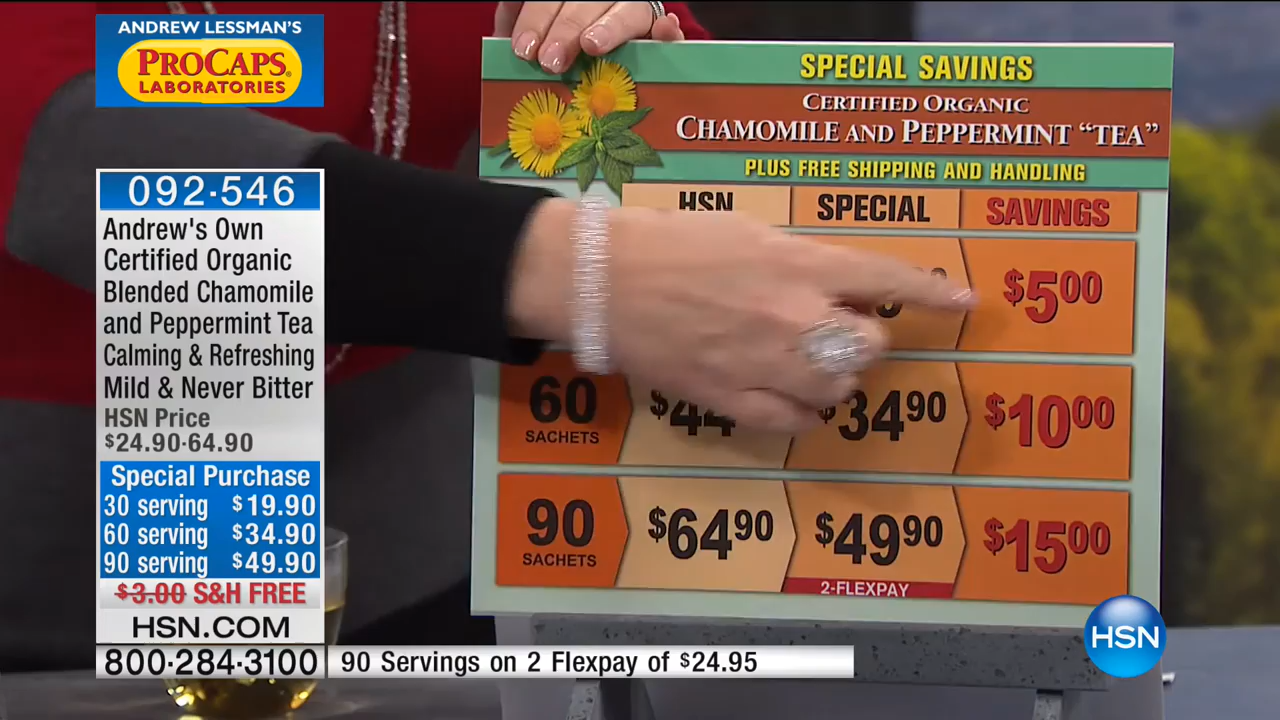 ANDREW LESSMAN'S
PROCAPS®
LABORATORIES
092·546
Andrew's Own
Certified Organic
Blended Chamomile
and Peppermint Tea
Calming & Refreshing
Mild & Never Bitter
HSN Price
$24.90-64.90
Special Purchase
30 serving $19.90
60 serving $34.90
90 serving $49.90
$3.00 S&H FREE
HSN.COM
800·284·3100
90 Servings on 2 Flexpay of $24.95
SPECIAL SAVINGS
CERTIFIED ORGANIC
CHAMOMILE AND PEPPERMINT "TEA"
PLUS FREE SHIPPING AND HANDLING
HSN SPECIAL SAVINGS
$5.00
60 SACHETS $44 $34.90 $10.00
90 SACHETS $64.90 $49.90 $15.00
2-FLEXPAY
HSN